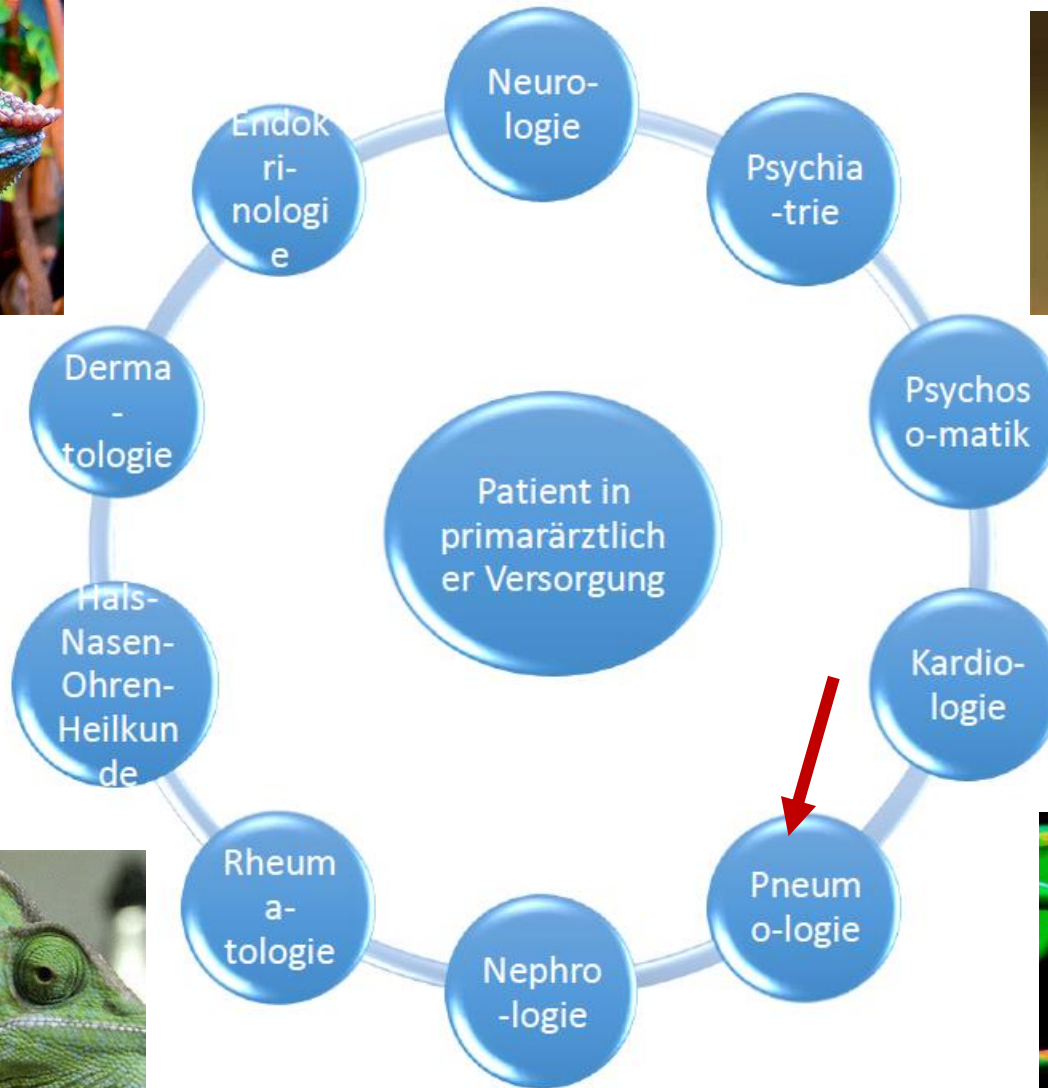 Neuro-
logie
Psychia
-trie
Psychos
o-matik
Kardio-
logie
Pneum
o-logie
Nephro
-logie
Rheum
a-
tologie
Hals-
Nasen-
Ohren-
Heilkun
de
Derma
-
tologie
Endok
ri-
nologi
e
Patient in
primarärztlich
er Versorgung